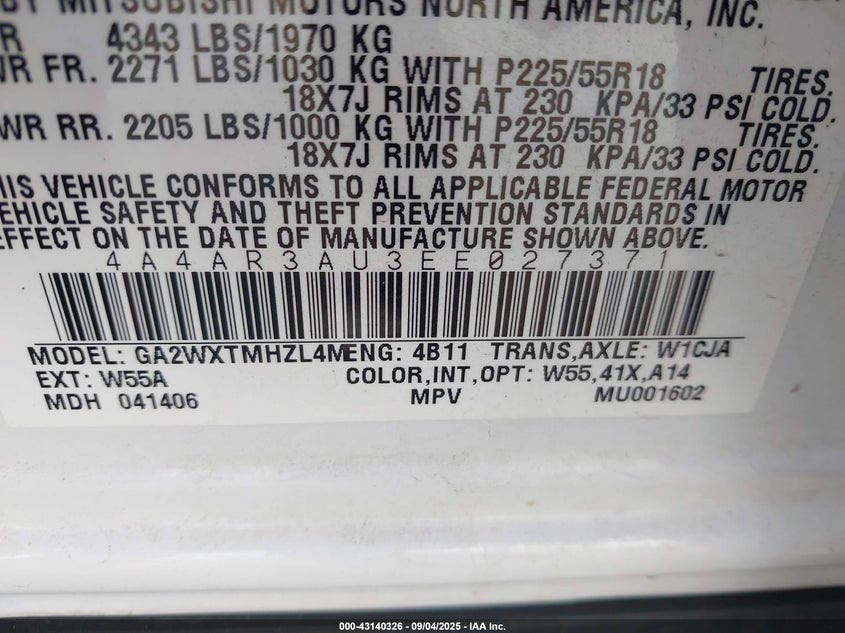 BY MITSUBISHI MOTORS NORTH AMERICA, INC.
4343 LBS/1970 KG
WR FR. 2271 LBS/1030 KG WITH P225/55R18 TIRES.
18X7J RIMS AT 230 KPA/33 PSI COLD.
WR RR. 2205 LBS/1000 KG WITH P225/55R18 TIRES.
18X7J RIMS AT 230 KPA/33 PSI COLD.
HIS VEHICLE CONFORMS TO ALL APPLICABLE FEDERAL MOTOR
EHICLE SAFETY AND THEFT PREVENTION STANDARDS IN
EFFECT ON THE DATE OF MANUFACTURE SHOWN ABOVE.
4A4AR3AU3EE027371
MODEL: GA2WXTMHZL4M ENG: 4B11 TRANS,AXLE: W1CJA
EXT: W55A COLOR,INT,OPT: W55,41X,A14
MDH 041406 MPV MU001602
000-43140326 - 09/04/2025 - IAA Inc.